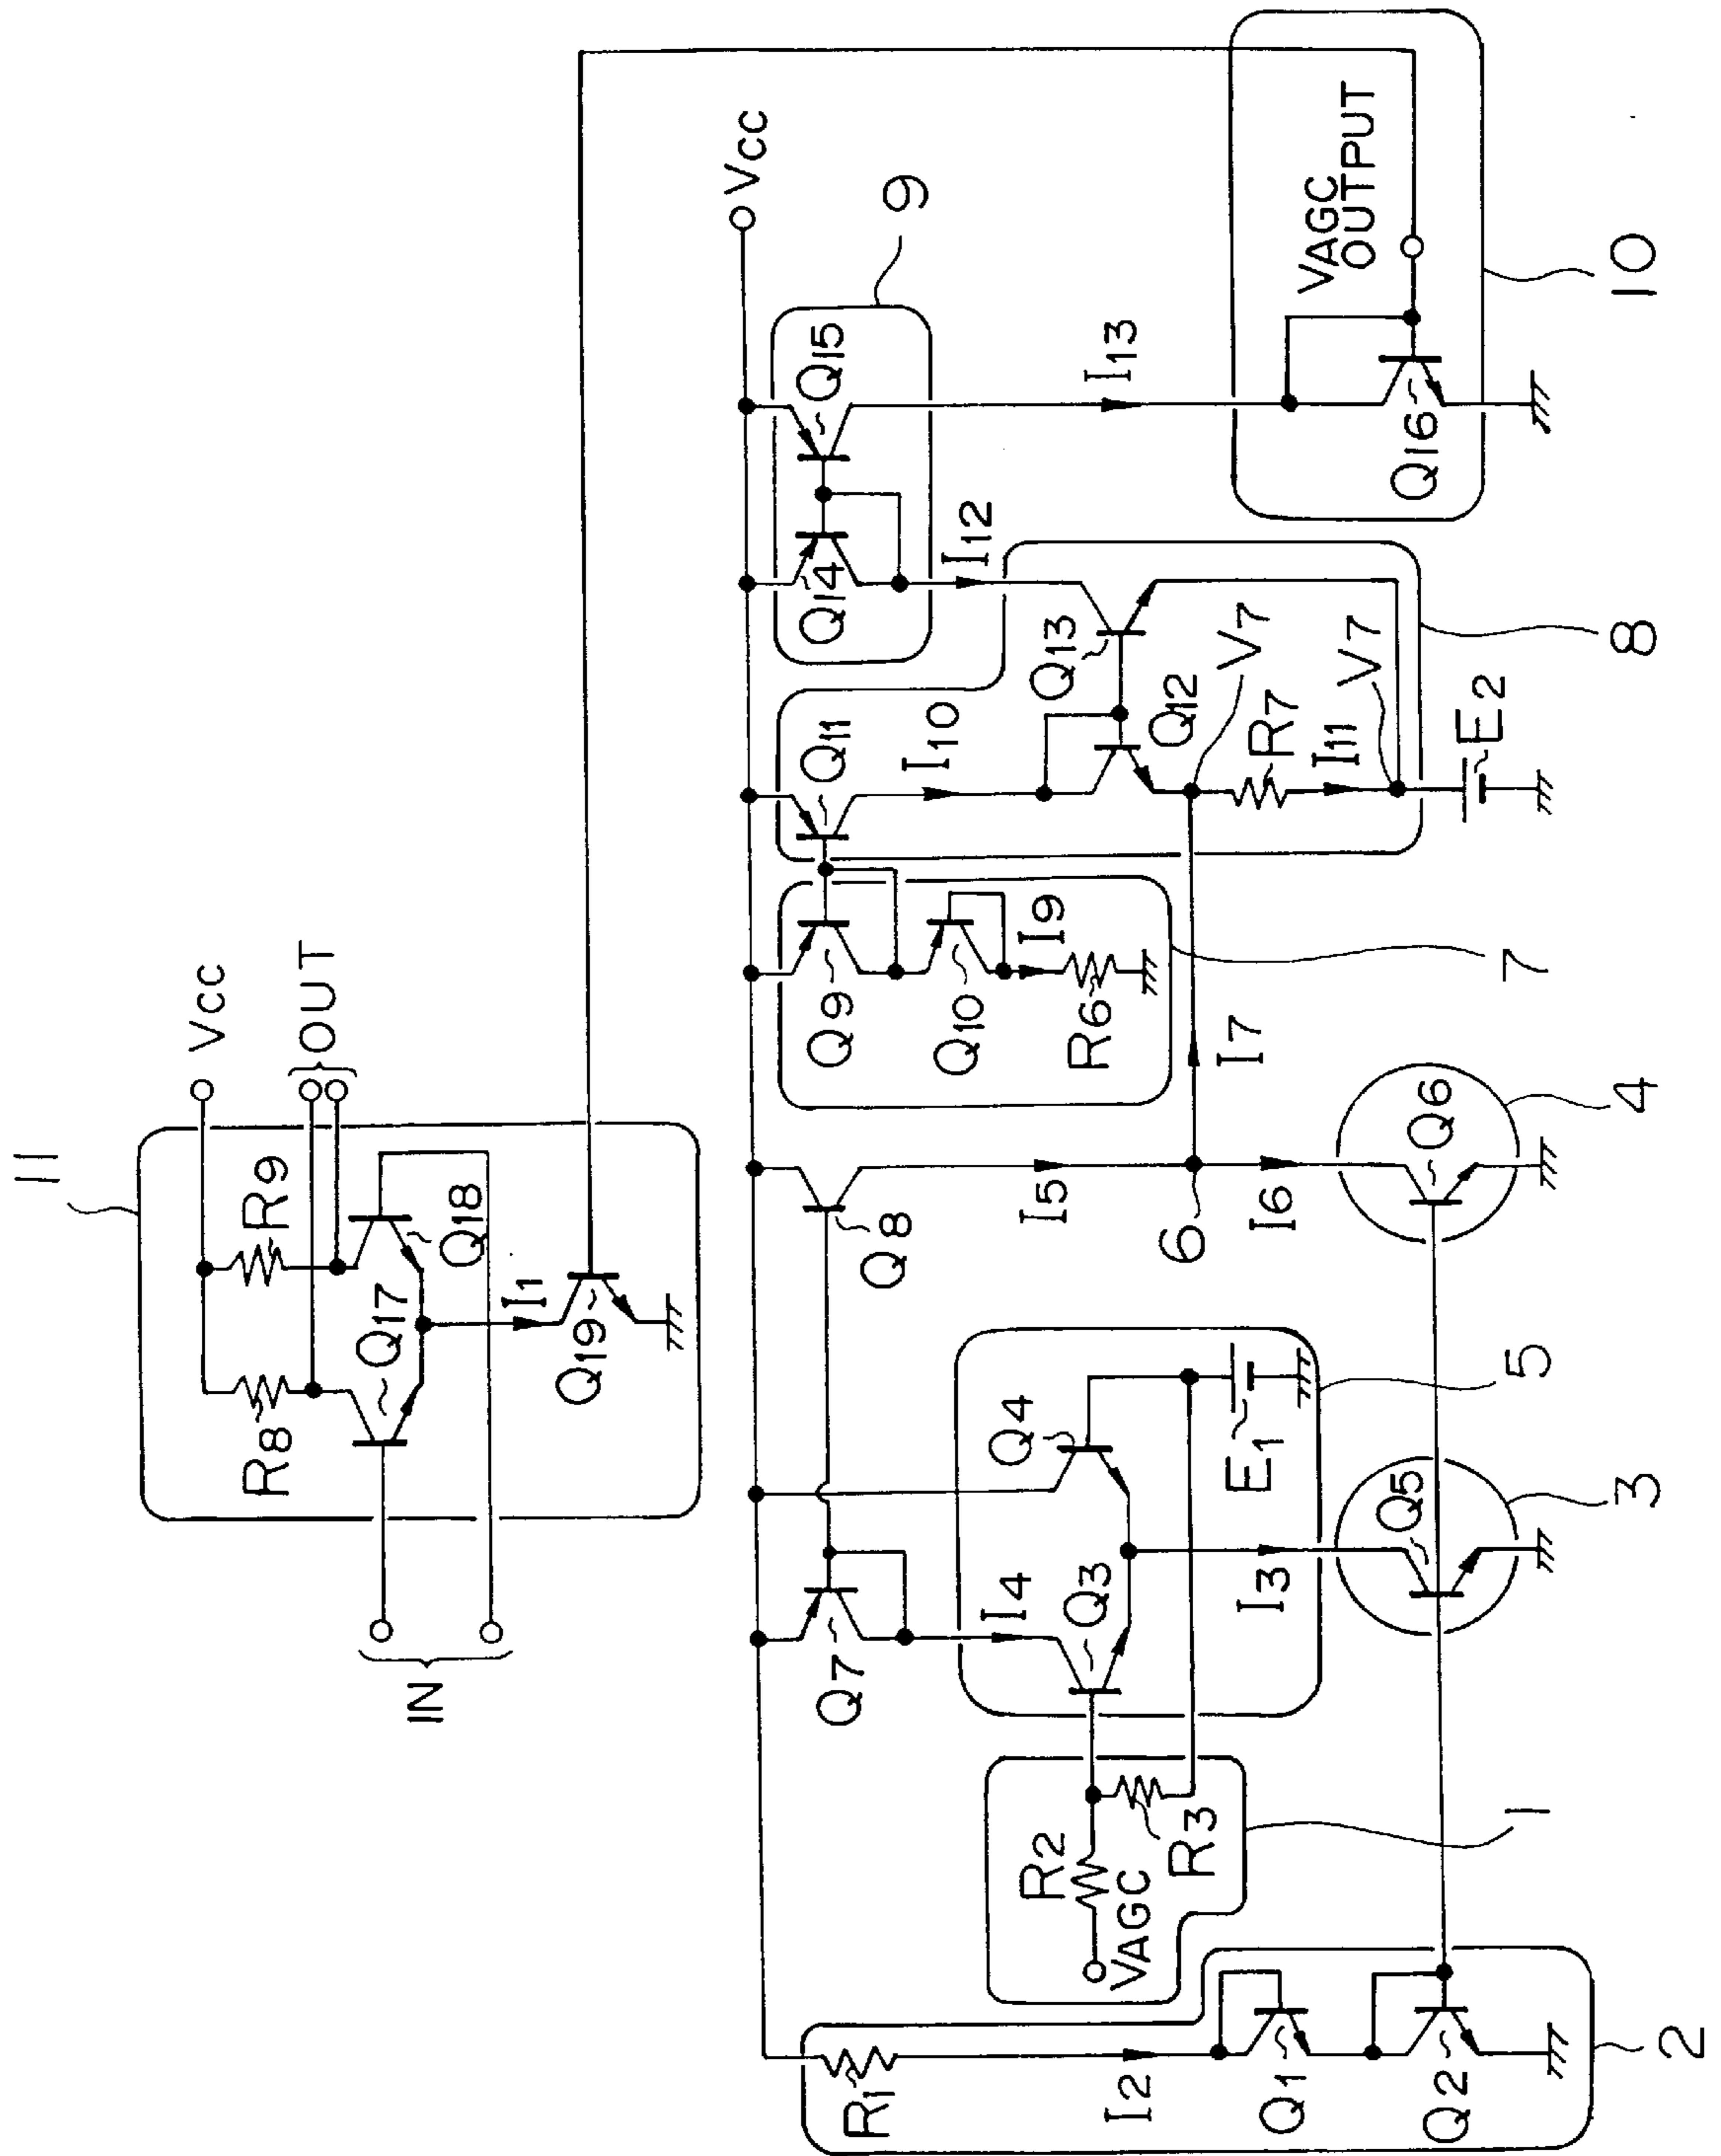 11
Vcc
OUT
R8
R9
Q17
Q18
I1
Q19
IN
Vcc
R1
I2
Q1
Q2
2
R2
VAGC
R3
1
Q7
I4
Q3
Q4
E1
5
I3
Q5
3
Q8
I5
6
I6
I7
Q6
4
Q9
Q10
I9
R6
7
Q11
I10
Q12
Q13
V7
R7
I11
V7
E2
8
Q14
Q15
9
I12
I13
Q16
VAGC
OUTPUT
10